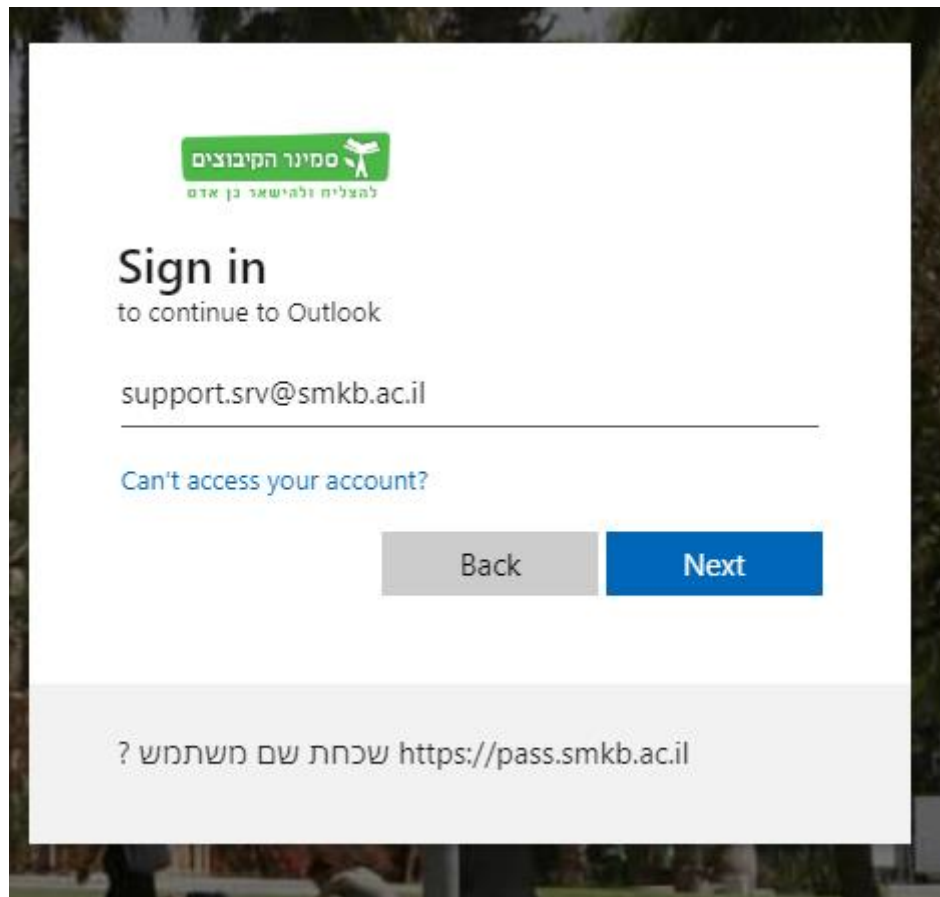 סמינר הקיבוצים
להצליח ולהישאר בן אדם
Sign in
to continue to Outlook
support.srv@smkb.ac.il
Can't access your account?
Back
Next
שכחת שם משתמש ? https://pass.smkb.ac.il